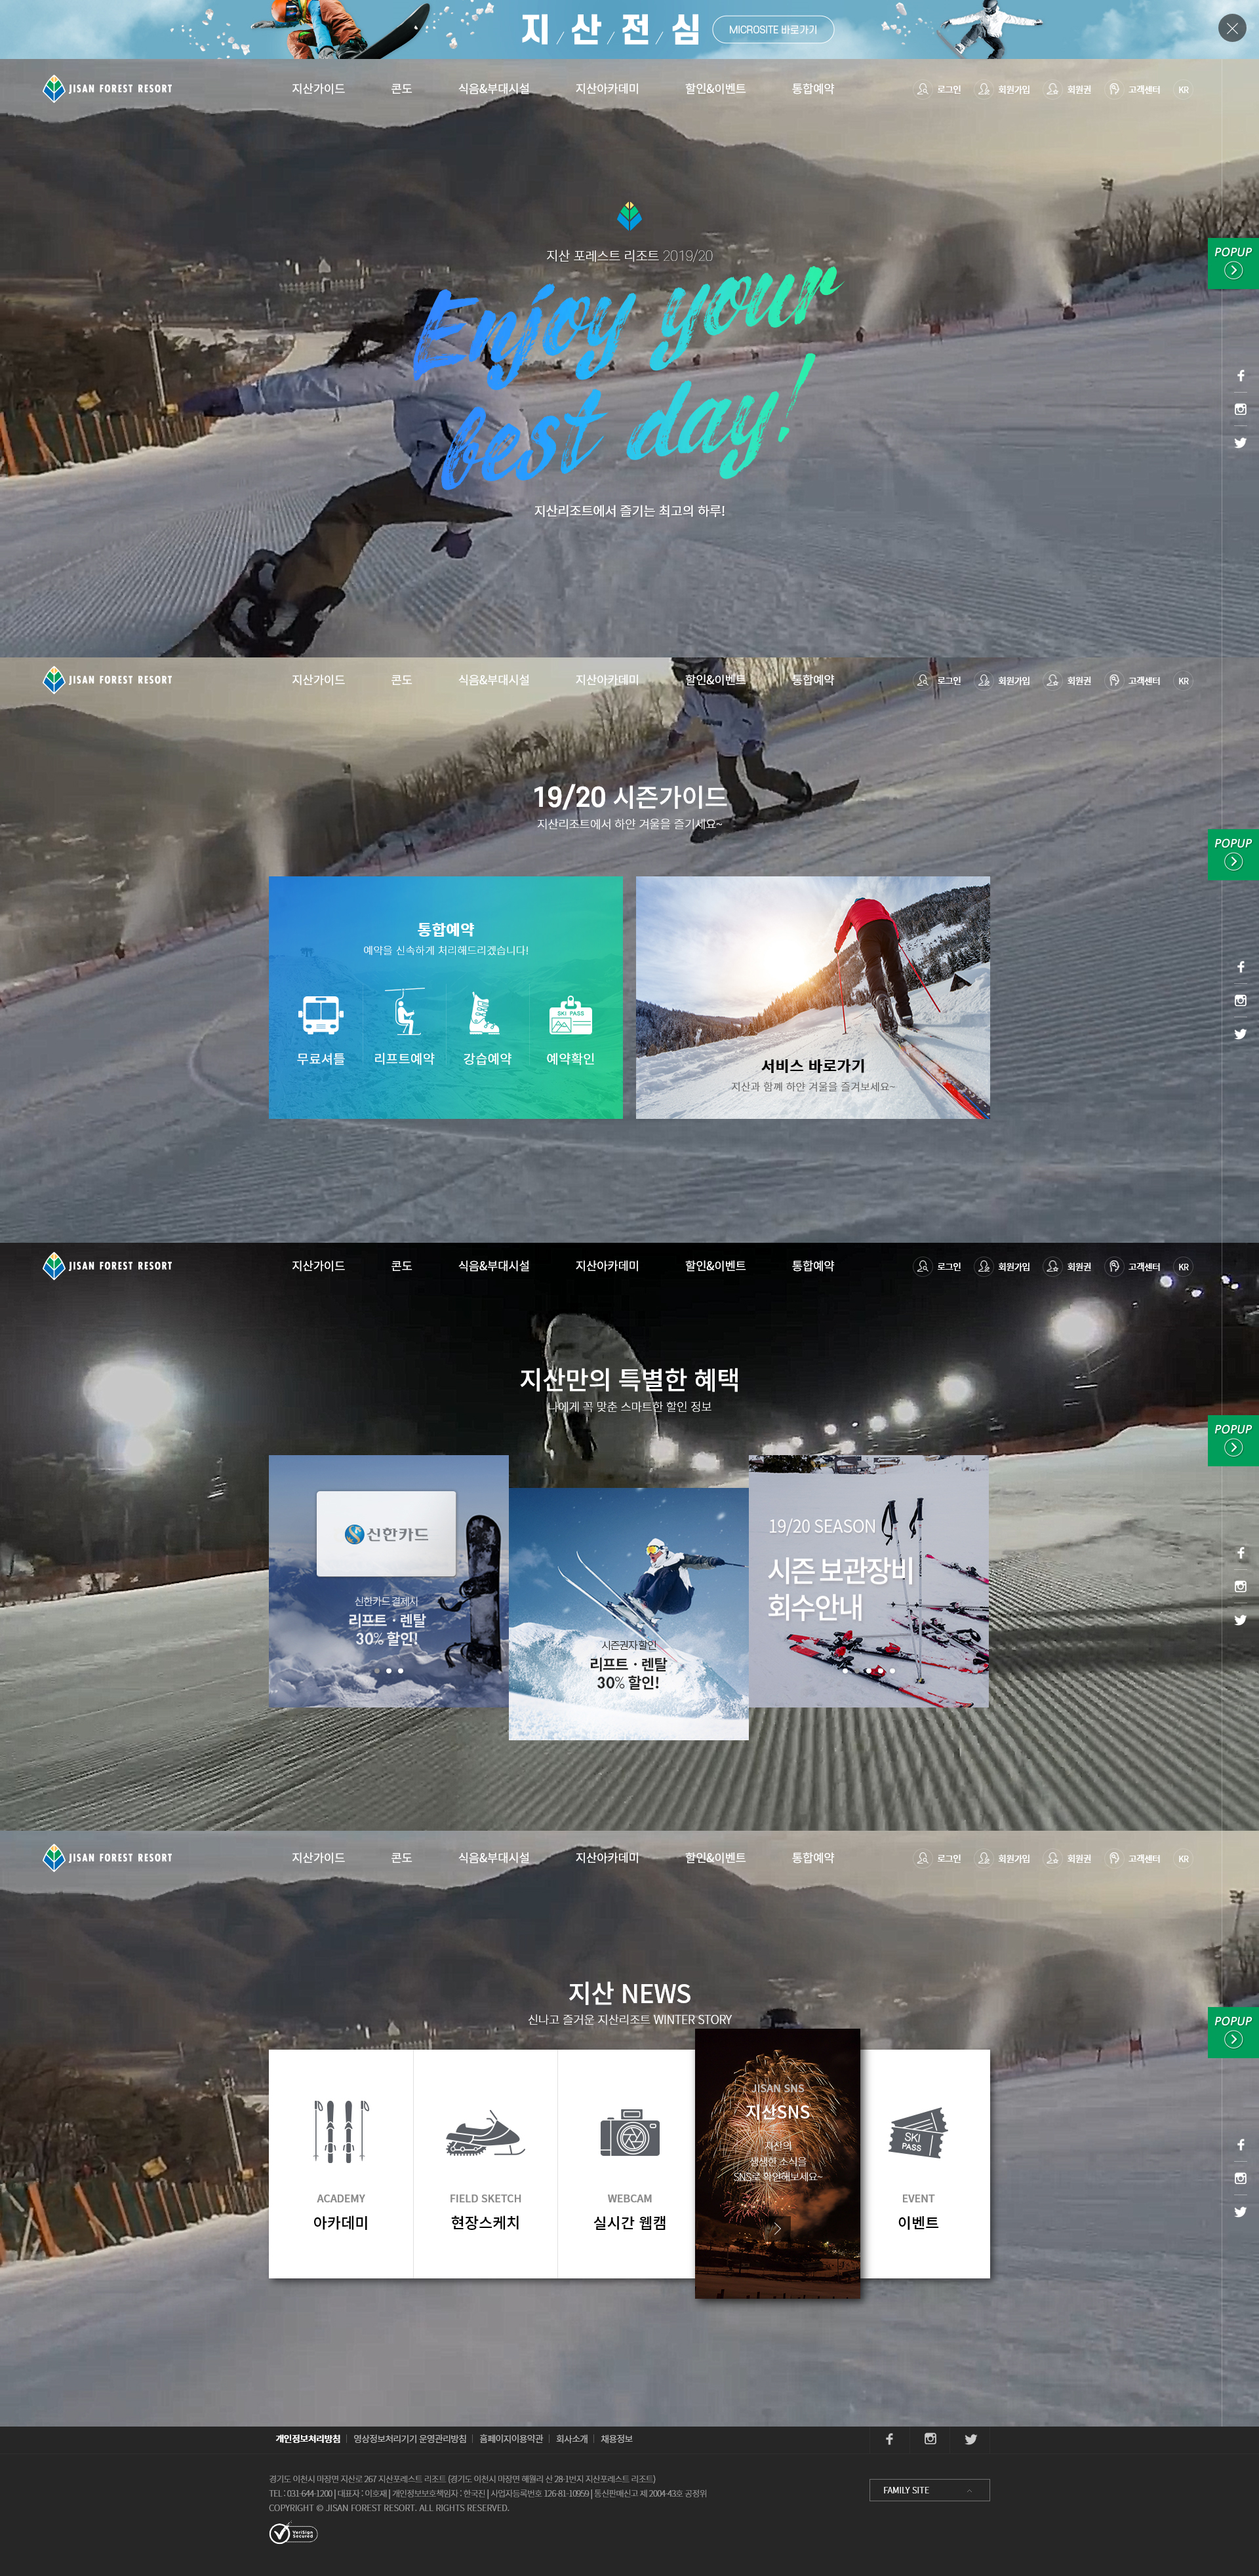 지/산/전/심
MICROSITE 바로가기
JISAN FOREST RESORT
지산가이드 콘도 식음&부대시설 지산아카데미 할인&이벤트 통합예약
로그인 회원가입 회원권 고객센터 KR
POPUP
지산 포레스트 리조트 2019/20
Enjoy your
best day!
지산리조트에서 즐기는 최고의 하루!
JISAN FOREST RESORT
지산가이드 콘도 식음&부대시설 지산아카데미 할인&이벤트 통합예약
로그인 회원가입 회원권 고객센터 KR
19/20 시즌가이드
지산리조트에서 하얀 겨울을 즐기세요~
POPUP
통합예약
예약을 신속하게 처리해드리겠습니다!
SKI PASS
무료셔틀 리프트예약 강습예약 예약확인
서비스 바로가기
지산과 함께 하얀 겨울을 즐겨보세요~
JISAN FOREST RESORT
지산가이드 콘도 식음&부대시설 지산아카데미 할인&이벤트 통합예약
로그인 회원가입 회원권 고객센터 KR
지산만의 특별한 혜택
나에게 꼭 맞춘 스마트한 할인 정보
POPUP
신한카드
신한카드 결제시
리프트 · 렌탈
30% 할인!
시즌권자 할인
리프트 · 렌탈
30% 할인!
19/20 SEASON
시즌 보관장비
회수안내
JISAN FOREST RESORT
지산가이드 콘도 식음&부대시설 지산아카데미 할인&이벤트 통합예약
로그인 회원가입 회원권 고객센터 KR
지산 NEWS
신나고 즐거운 지산리조트 WINTER STORY
POPUP
ACADEMY
아카데미
FIELD SKETCH
현장스케치
WEBCAM
실시간 웹캠
JISAN SNS
지산SNS
지산의
생생한 소식을
SNS로 확인해보세요~
SKI
PASS
EVENT
이벤트
개인정보처리방침 영상정보처리기기 운영관리방침 홈페이지이용약관 회사소개 채용정보
경기도 이천시 마장면 지산로 267 지산포레스트 리조트 (경기도 이천시 마장면 해월리 산 28-1번지 지산포레스트 리조트)
TEL : 031-644-1200 | 대표자 : 이호재 | 개인정보보호책임자 : 한국진 | 사업자등록번호 126-81-10959 | 통신판매신고 제 2004-43호 공정위
COPYRIGHT © JISAN FOREST RESORT. ALL RIGHTS RESERVED.
FAMILY SITE
VeriSign
Secured